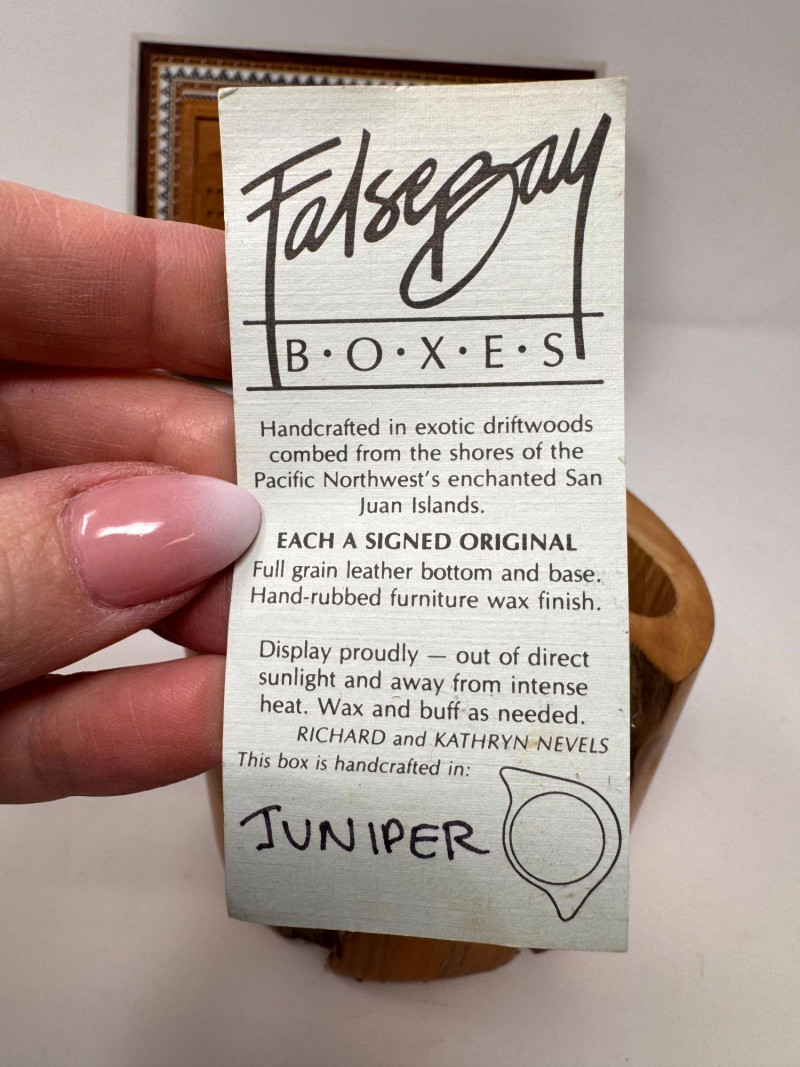 FalseBay
B•O•X•E•S
Handcrafted in exotic driftwoods
combed from the shores of the
Pacific Northwest's enchanted San
Juan Islands.
EACH A SIGNED ORIGINAL
Full grain leather bottom and base.
Hand-rubbed furniture wax finish.
Display proudly — out of direct
sunlight and away from intense
heat. Wax and buff as needed.
RICHARD and KATHRYN NEVELS
This box is handcrafted in:
JUNIPER